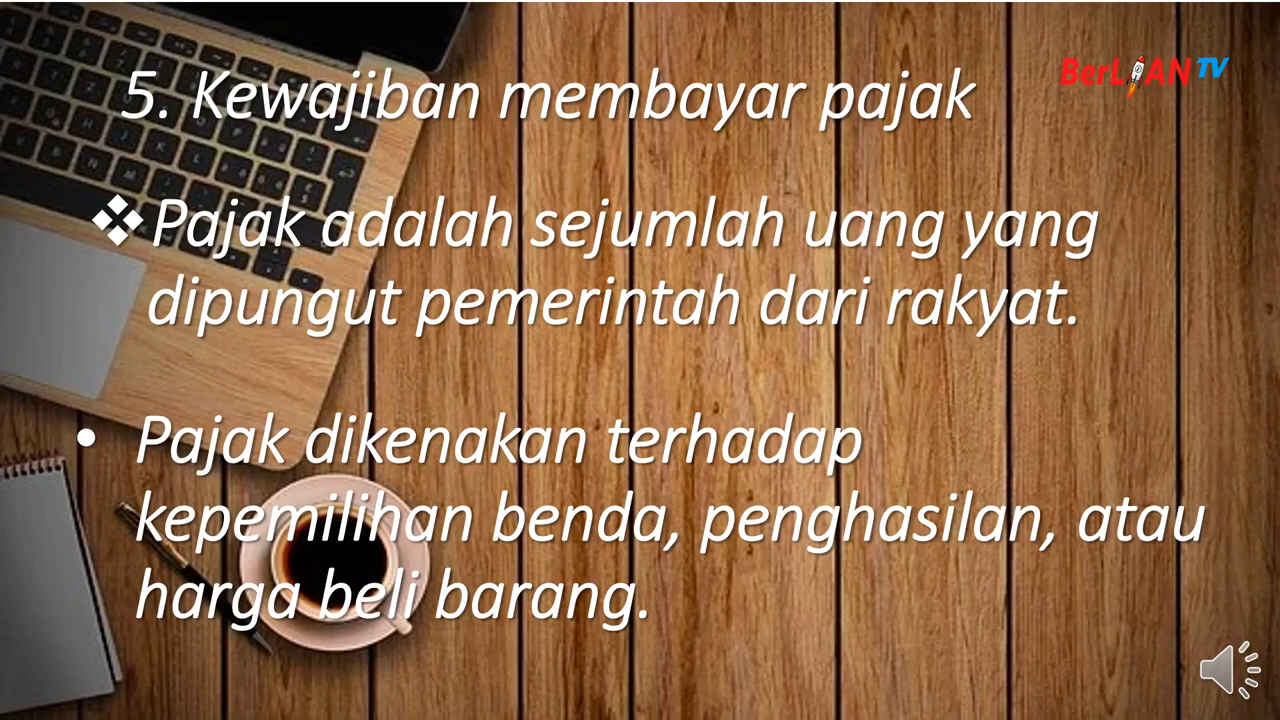 5. Kewajiban membayar pajak
BerLIAN TV
❖Pajak adalah sejumlah uang yang
dipungut pemerintah dari rakyat.
• Pajak dikenakan terhadap
kepemilihan benda, penghasilan, atau
harga beli barang.